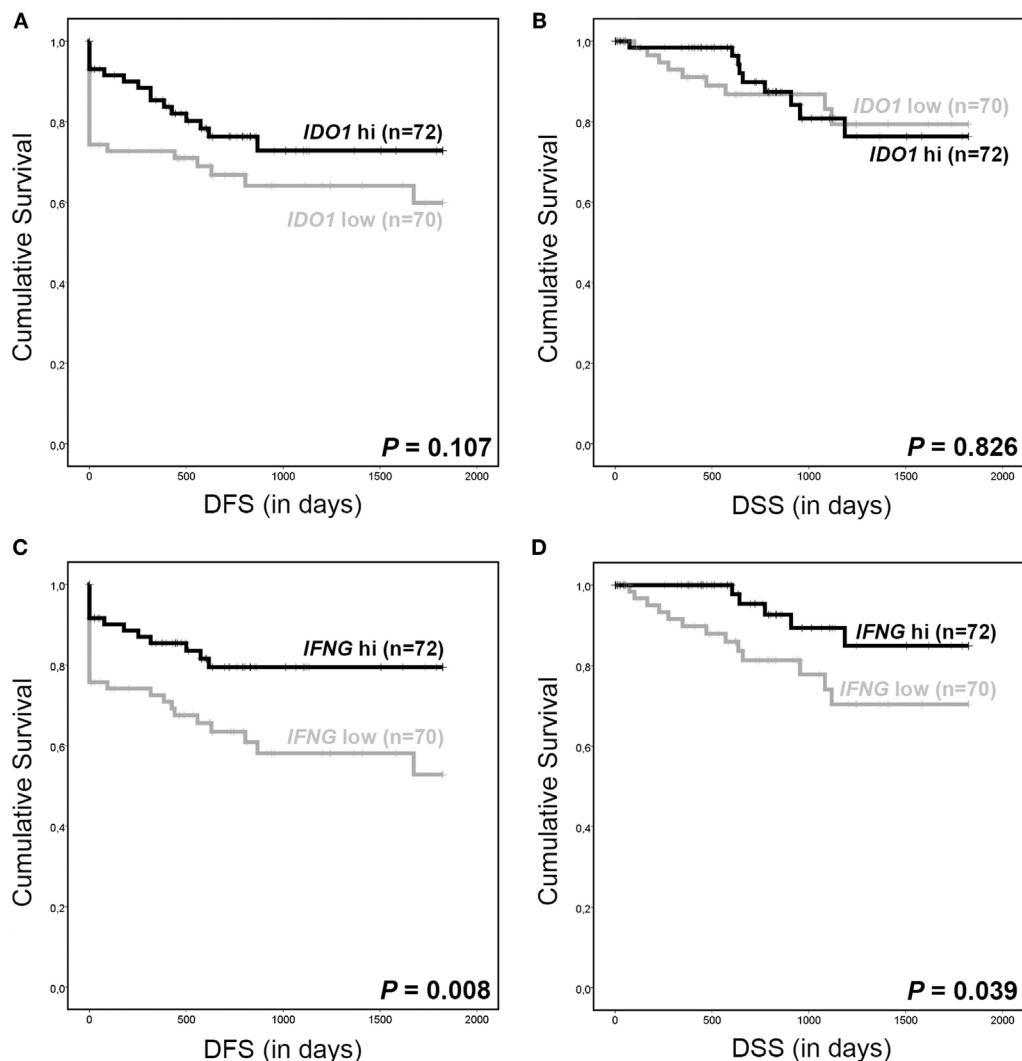 A
Cumulative Survival
1,0
0,8
0,6
0,4
0,2
0,0
IDO1 hi (n=72)
IDO1 low (n=70)
P = 0.107
0 500 1000 1500 2000
DFS (in days)
B
Cumulative Survival
1,0
0,8
0,6
0,4
0,2
0,0
IDO1 low (n=70)
IDO1 hi (n=72)
P = 0.826
0 500 1000 1500 2000
DSS (in days)
C
Cumulative Survival
1,0
0,8
0,6
0,4
0,2
0,0
IFNG hi (n=72)
IFNG low (n=70)
P = 0.008
0 500 1000 1500 2000
DFS (in days)
D
Cumulative Survival
1,0
0,8
0,6
0,4
0,2
0,0
IFNG hi (n=72)
IFNG low (n=70)
P = 0.039
0 500 1000 1500 2000
DSS (in days)